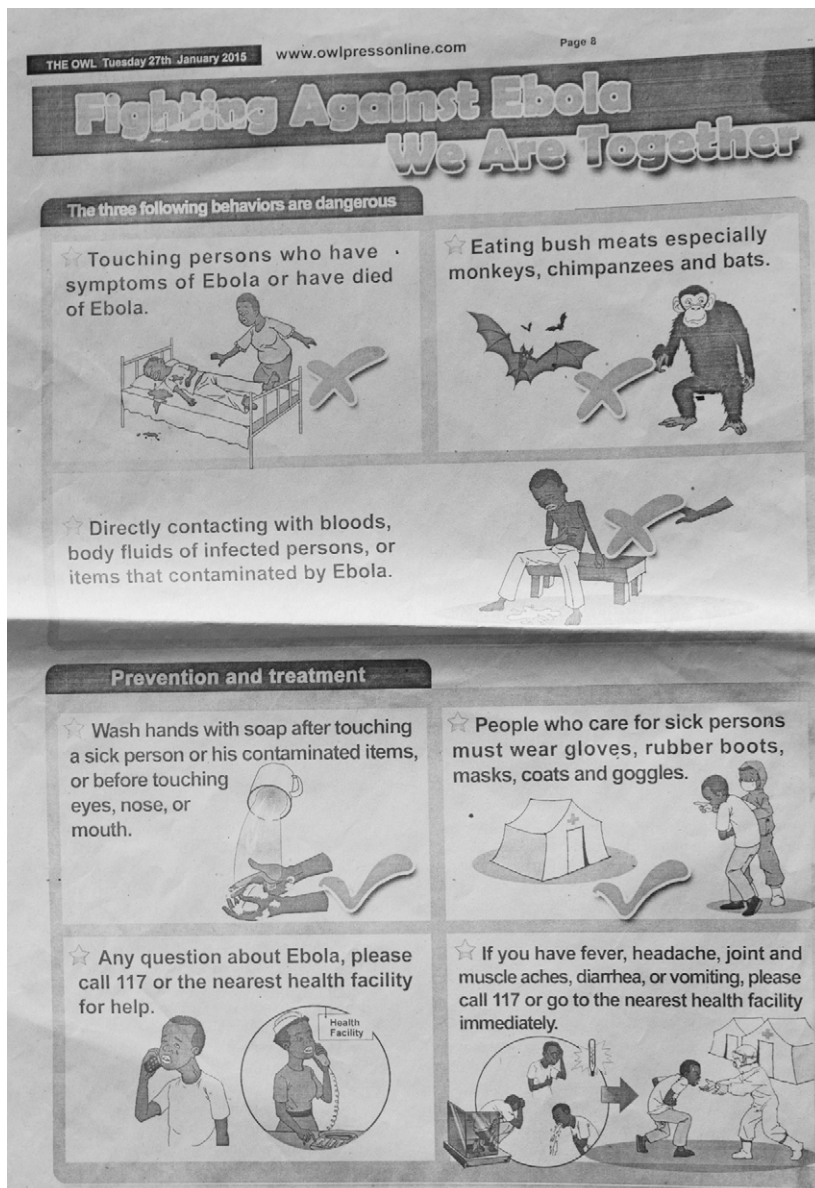 THE OWL Tuesday 27th January 2015
www.owlpressonline.com
Page 8
Fighting Against Ebola
We Are Together
The three following behaviors are dangerous
Touching persons who have
symptoms of Ebola or have died
of Ebola.
Eating bush meats especially
monkeys, chimpanzees and bats.
Directly contacting with bloods,
body fluids of infected persons, or
items that contaminated by Ebola.
Prevention and treatment
Wash hands with soap after touching
a sick person or his contaminated items,
or before touching
eyes, nose, or
mouth.
People who care for sick persons
must wear gloves, rubber boots,
masks, coats and goggles.
Any question about Ebola, please
call 117 or the nearest health facility
for help.
Health
Facility
If you have fever, headache, joint and
muscle aches, diarrhea, or vomiting, please
call 117 or go to the nearest health facility
immediately.